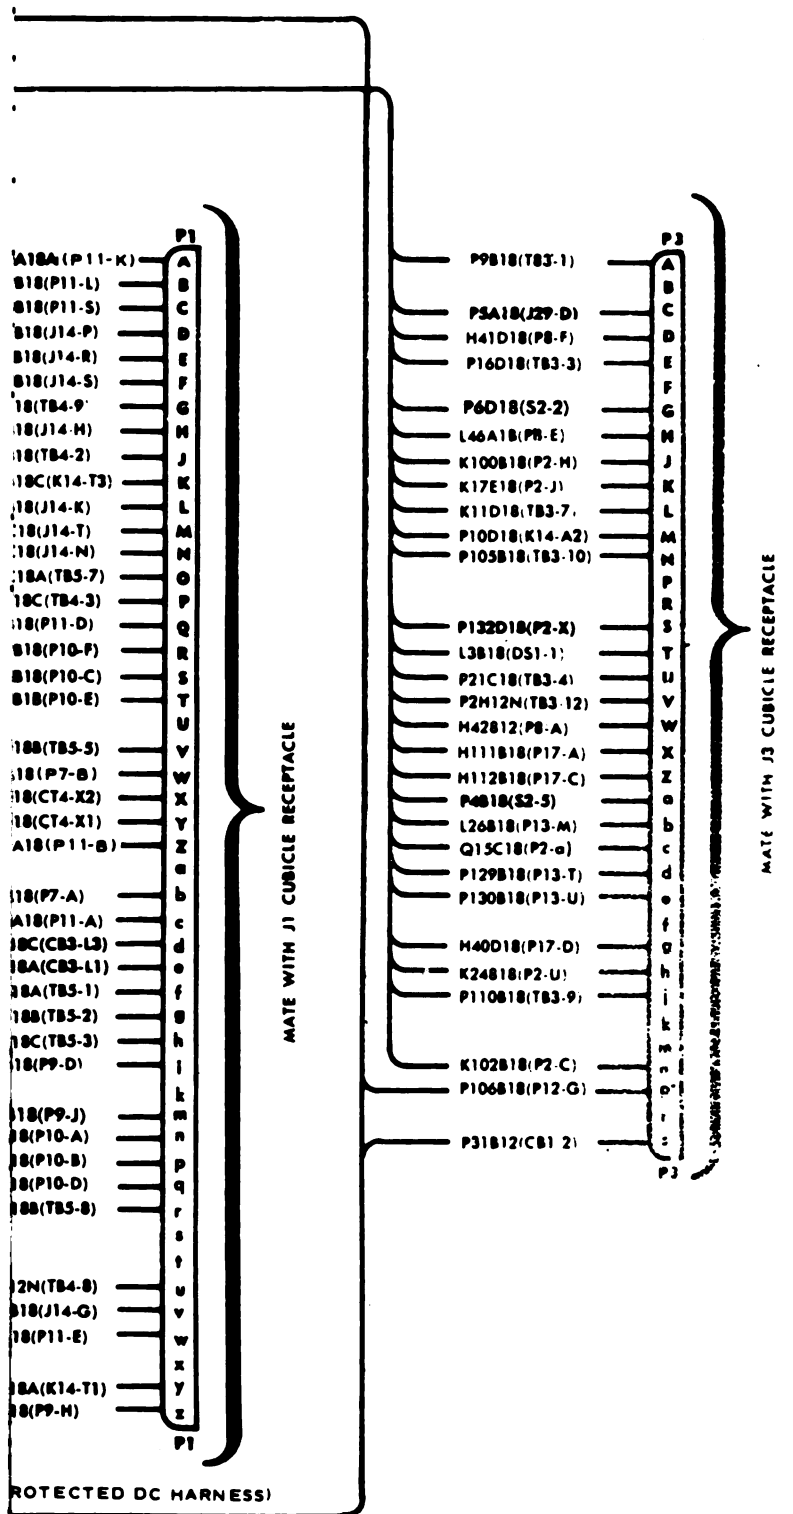 P1
A18A(P11-K) A
B18(P11-L) B
B18(P11-S) C
B18(J14-P) D
B18(J14-R) E
B18(J14-S) F
18(TB4-9 G
18(J14-H) H
18(TB4-2) J
18C(K14-T3) K
18(J14-K) L
18(J14-T) M
18(J14-N) N
18A(TB5-7) O
18C(TB4-3) P
18(P11-D) Q
B18(P10-F) R
B18(P10-C) S
B18(P10-E) T
U
18B(TB5-5) V
18(P7-B) W
18(CT4-X2) X
18(CT4-X1) Y
A18(P11-B) Z
a
18(P7-A) b
A18(P11-A) c
18C(CB3-L3) d
18A(CB3-L1) e
18A(TB5-1) f
18B(TB5-2) g
18C(TB5-3) h
18(P9-D) i
k
18(P9-J) m
18(P10-A) n
18(P10-B) p
18(P10-D) q
18B(TB5-8) r
s
t
12N(TB4-8) u
B18(J14-G) v
18(P11-E) w
x
18A(K14-T1) y
18(P9-H) z
P1
MATE WITH J1 CUBICLE RECEPTACLE
ROTECTED DC HARNESS)
P3
P9B18(TB3-1) A
B
P5A18(J29-D) C
H41D18(P8-F) D
P16D18(TB3-3) E
F
P6D18(S2-2) G
L46A18(P8-E) H
K100B18(P2-H) J
K17E18(P2-J) K
K11D18(TB3-7) L
P10D18(K14-A2) M
P105B18(TB3-10) N
P
R
P132D18(P2-X) S
L3B18(DS1-1) T
P21C18(TB3-4) U
P2H12N(TB3-12) V
H42B12(P8-A) W
H111B18(P17-A) X
H112B18(P17-C) Z
P4B18(S2-5) a
L26B18(P13-M) b
Q15C18(P2-a) c
P129B18(P13-T) d
P130B18(P13-U) e
f
H40D18(P17-D) g
K24B18(P2-U) h
P110B18(TB3-9) i
k
m
K102B18(P2-C) n
P106B18(P12-G)
P31B12(CB1 2)
P3
MATE WITH J3 CUBICLE RECEPTACLE